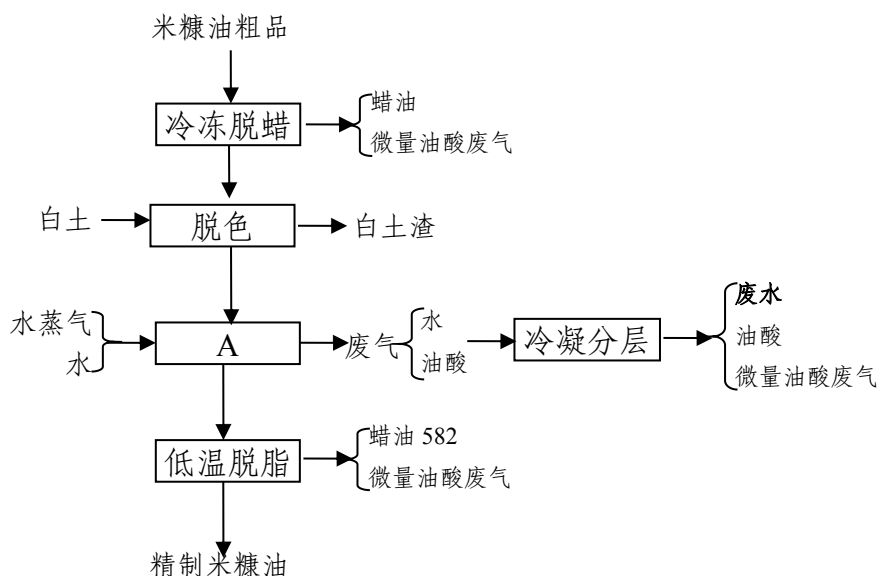 米糠油粗品
冷冻脱蜡
蜡油
微量油酸废气
白土
脱色
白土渣
水蒸气
水
A
废气
水
油酸
冷凝分层
废水
油酸
微量油酸废气
低温脱脂
蜡油 582
微量油酸废气
精制米糠油